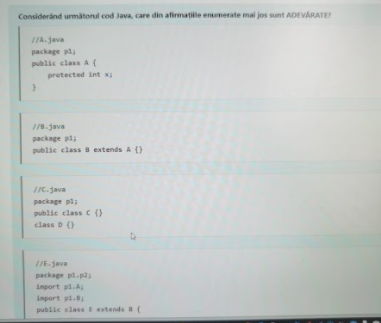 Considerând următorul cod Java, care din afirmațiile enumerate mai jos sunt ADEVĂRATE?
//A.java
package p1;
public class A {
protected int x;
}
//B.java
package p1;
public class B extends A {}
//C.java
package p1;
public class C {}
class D {}
//E.java
package p1.p2;
import p1.A;
import p1.B;
public class E extends B {